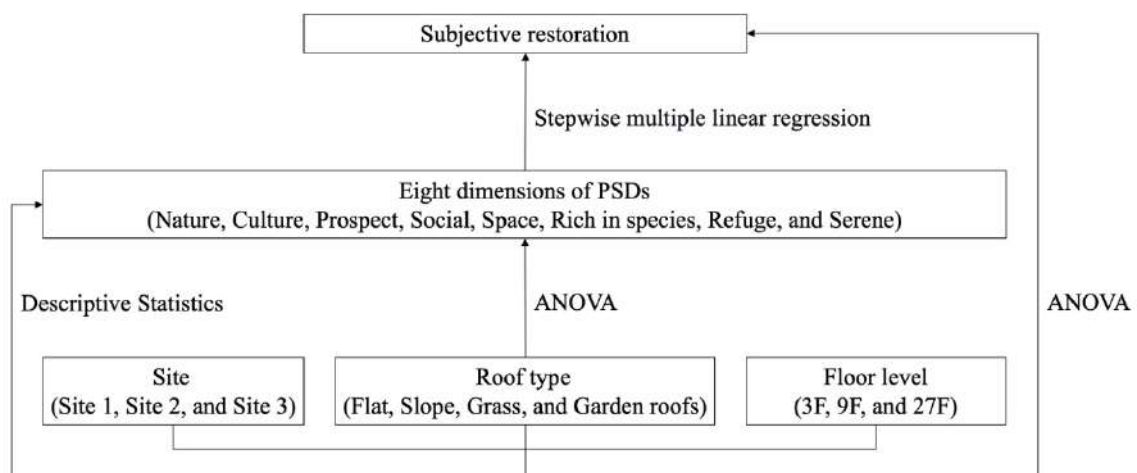 Subjective restoration
Stepwise multiple linear regression
Eight dimensions of PSDs
(Nature, Culture, Prospect, Social, Space, Rich in species, Refuge, and Serene)
Descriptive Statistics
ANOVA
ANOVA
Site
(Site 1, Site 2, and Site 3)
Roof type
(Flat, Slope, Grass, and Garden roofs)
Floor level
(3F, 9F, and 27F)